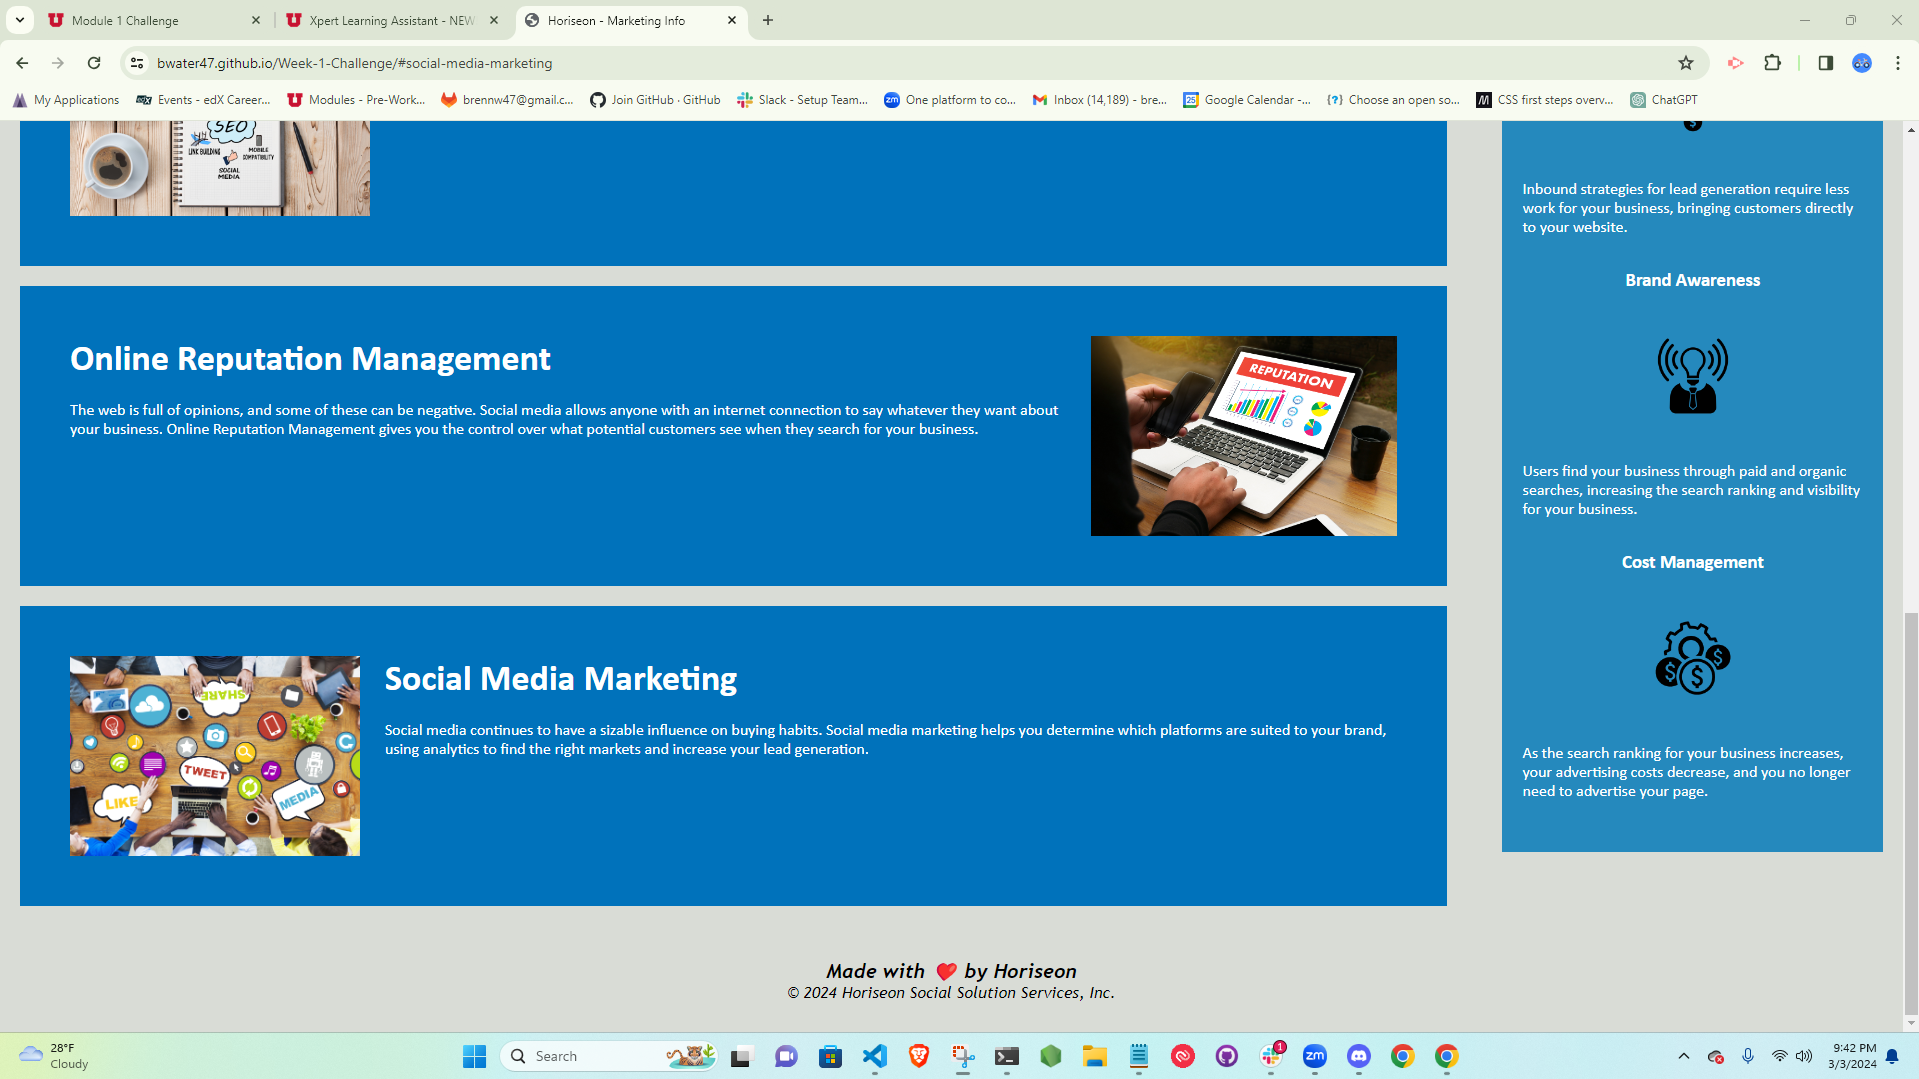 Module 1 Challenge
Xpert Learning Assistant - NEW
Horiseon - Marketing Info
bwater47.github.io/Week-1-Challenge/#social-media-marketing
My Applications
Events - edX Career...
Modules - Pre-Work...
brennw47@gmail.c...
Join GitHub · GitHub
Slack - Setup Team...
One platform to co...
Inbox (14,189) - bre...
Google Calendar -...
Choose an open so...
CSS first steps overv...
ChatGPT
SEO
LINK BUILDING
MOBILE COMPATIBILITY
SOCIAL
MEDIA
Inbound strategies for lead generation require less
work for your business, bringing customers directly
to your website.
Brand Awareness
Users find your business through paid and organic
searches, increasing the search ranking and visibility
for your business.
Cost Management
As the search ranking for your business increases,
your advertising costs decrease, and you no longer
need to advertise your page.
Online Reputation Management
The web is full of opinions, and some of these can be negative. Social media allows anyone with an internet connection to say whatever they want about
your business. Online Reputation Management gives you the control over what potential customers see when they search for your business.
REPUTATION
SHARE
TWEET
LIKE
MEDIA
Social Media Marketing
Social media continues to have a sizable influence on buying habits. Social media marketing helps you determine which platforms are suited to your brand,
using analytics to find the right markets and increase your lead generation.
Made with ❤️ by Horiseon
© 2024 Horiseon Social Solution Services, Inc.
28°F
Cloudy
Search
1
zm
9:42 PM
3/3/2024